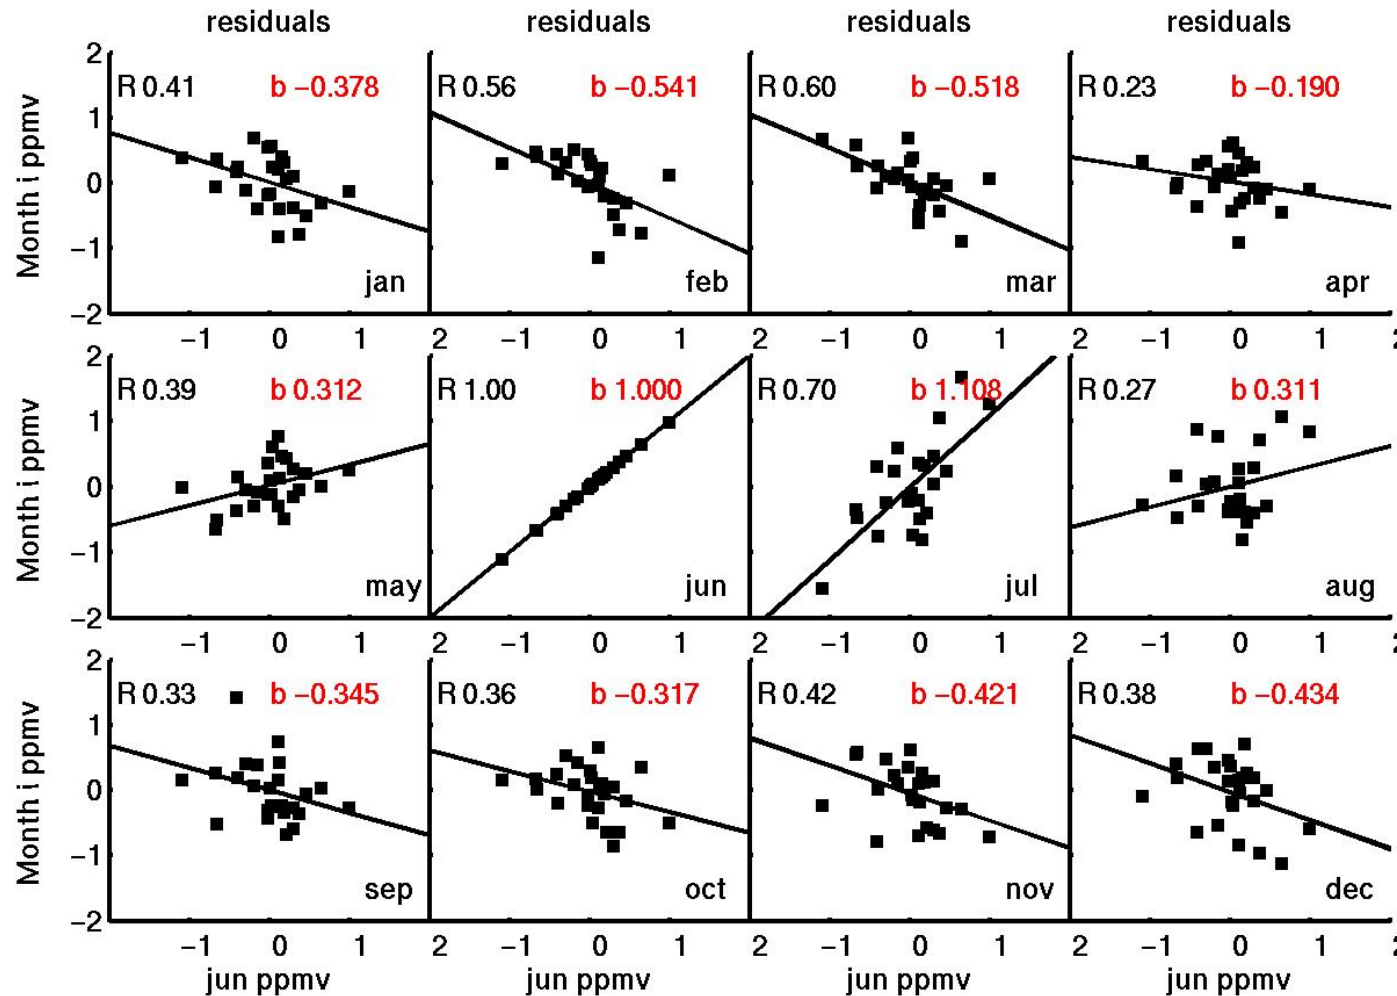 residuals residuals residuals residuals
2
R 0.41 b −0.378 R 0.56 b −0.541 R 0.60 b −0.518 R 0.23 b −0.190
1
0
−1
jan feb mar apr
−2
Month i ppmv
−1 0 1 2 −1 0 1 2 −1 0 1 2 −1 0 1
2
R 0.39 b 0.312 R 1.00 b 1.000 R 0.70 b 1.108 R 0.27 b 0.311
1
0
−1
may jun jul aug
−2
Month i ppmv
−1 0 1 2 −1 0 1 2 −1 0 1 2 −1 0 1
2
R 0.33 b −0.345 R 0.36 b −0.317 R 0.42 b −0.421 R 0.38 b −0.434
1
0
−1
sep oct nov dec
−2
Month i ppmv
−1 0 1 2 −1 0 1 2 −1 0 1 2 −1 0 1
jun ppmv jun ppmv jun ppmv jun ppmv